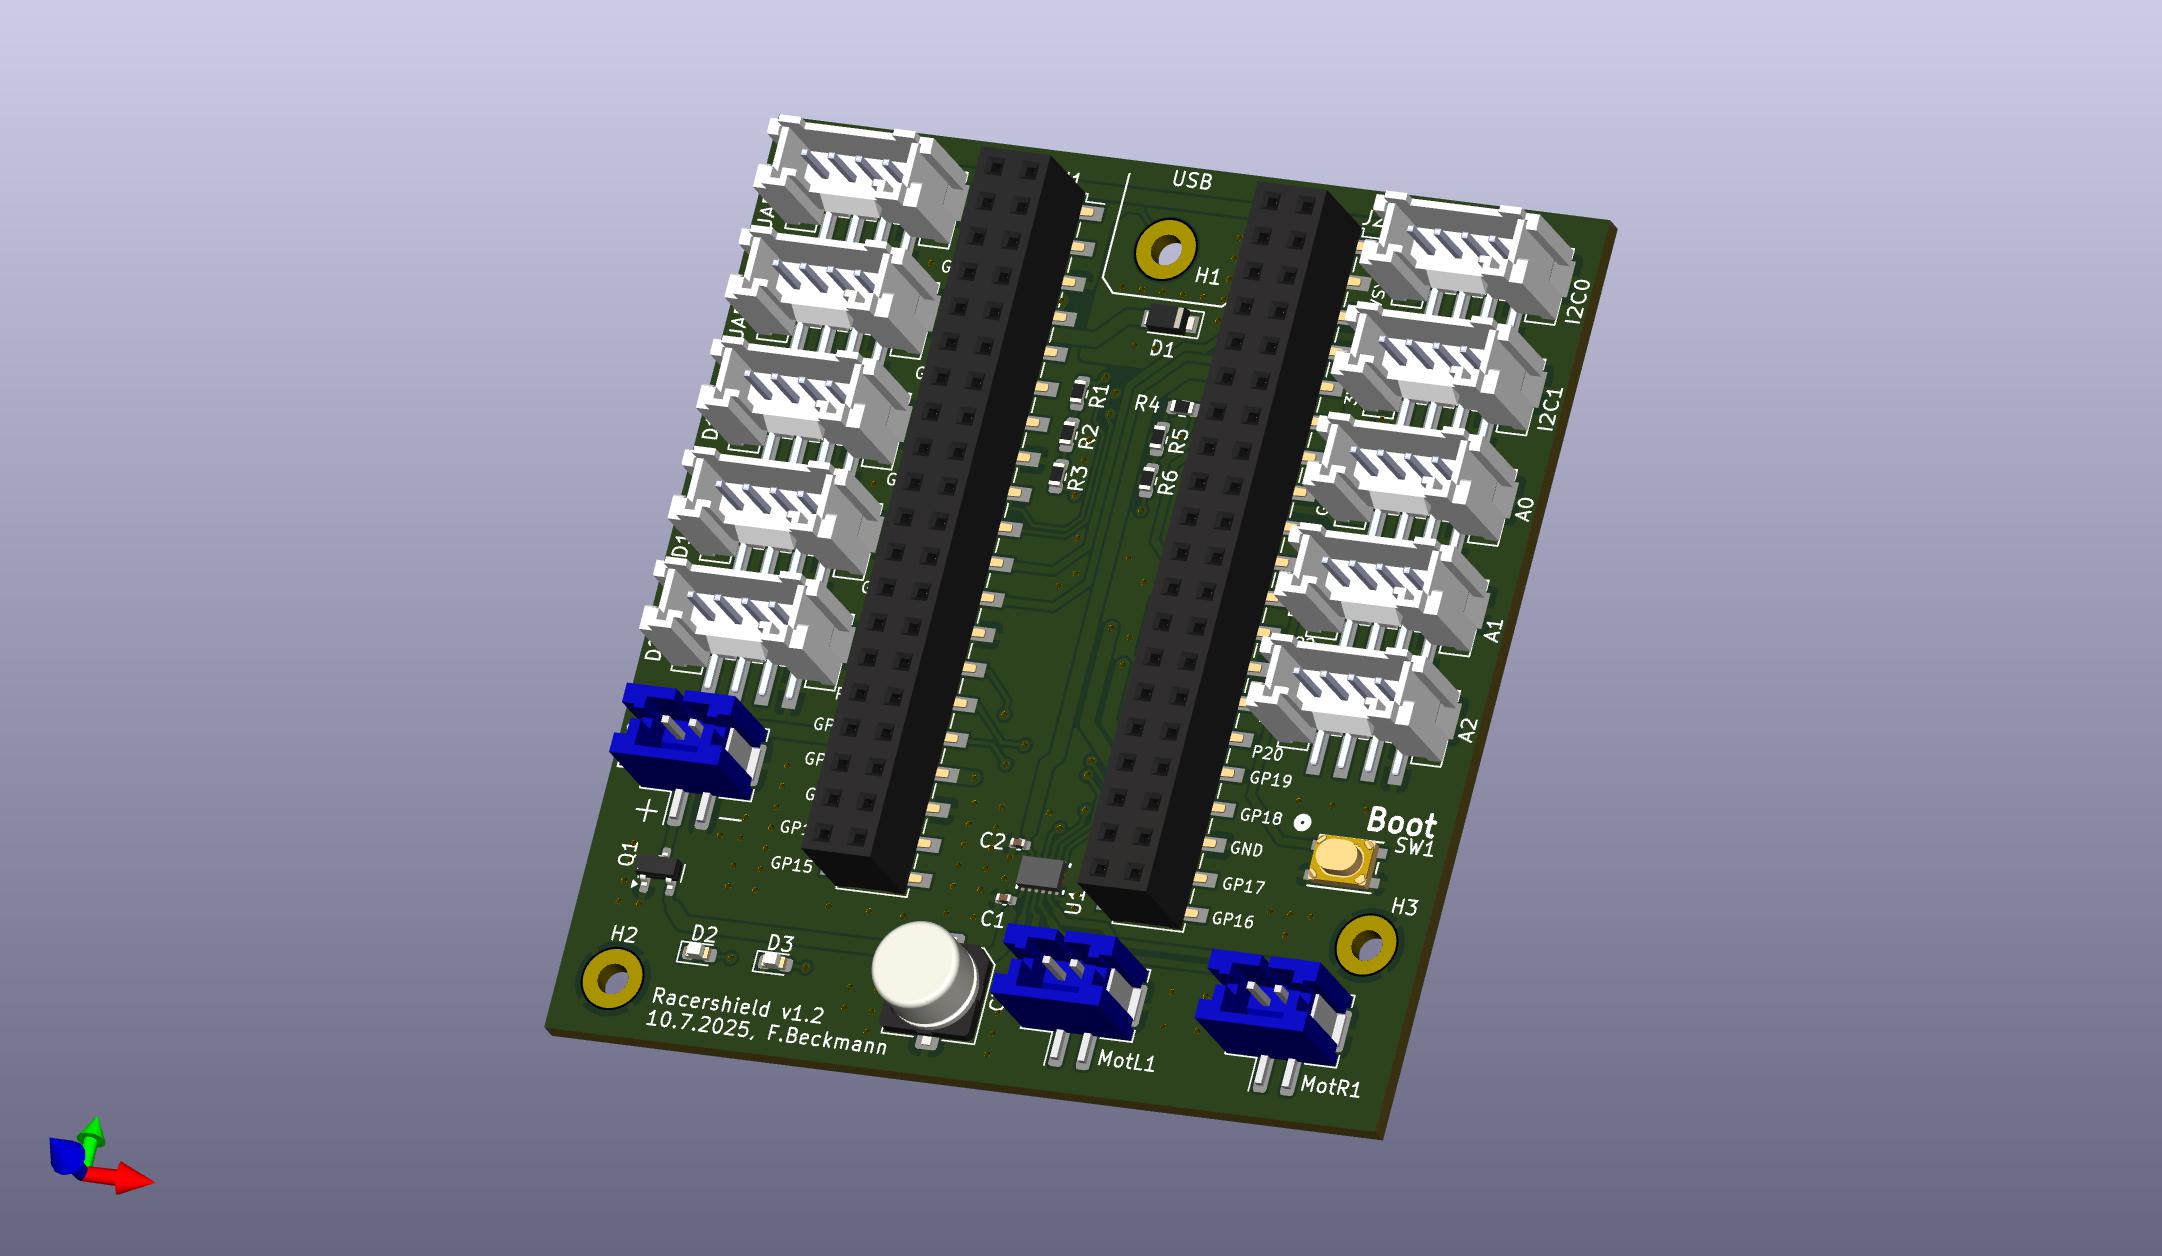 USB
H1
D1
R1
R2
R3
R4
R5
R6
I2C0
I2C1
A0
A1
A2
P20
GP19
GP18
GND
GP17
GP16
Boot
SW1
H3
GP15
+
−
Q1
H2
D2
D3
C2
C1
U1
Racershield v1.2
10.7.2025, F.Beckmann
MotL1
MotR1